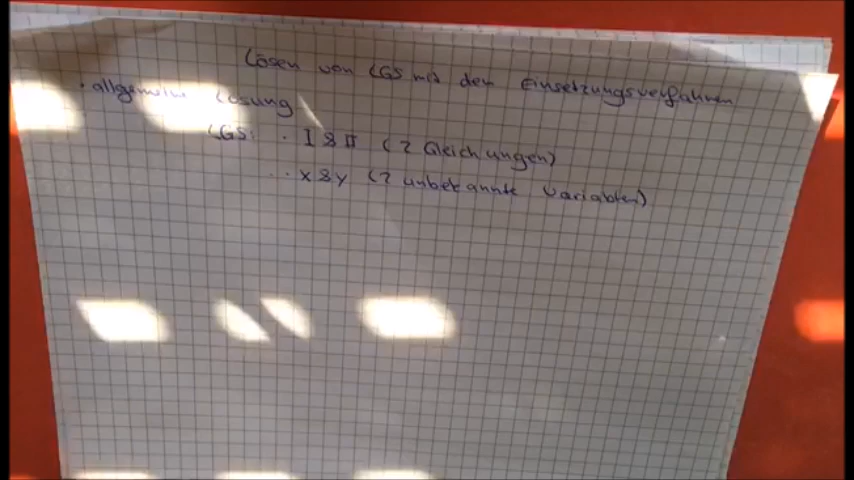 Lösen von LGS mit dem Einsetzungsverfahren
· allgemeine Lösung
LGS: · I & II (2 Gleichungen)
· x & y (2 unbekannte Variablen)